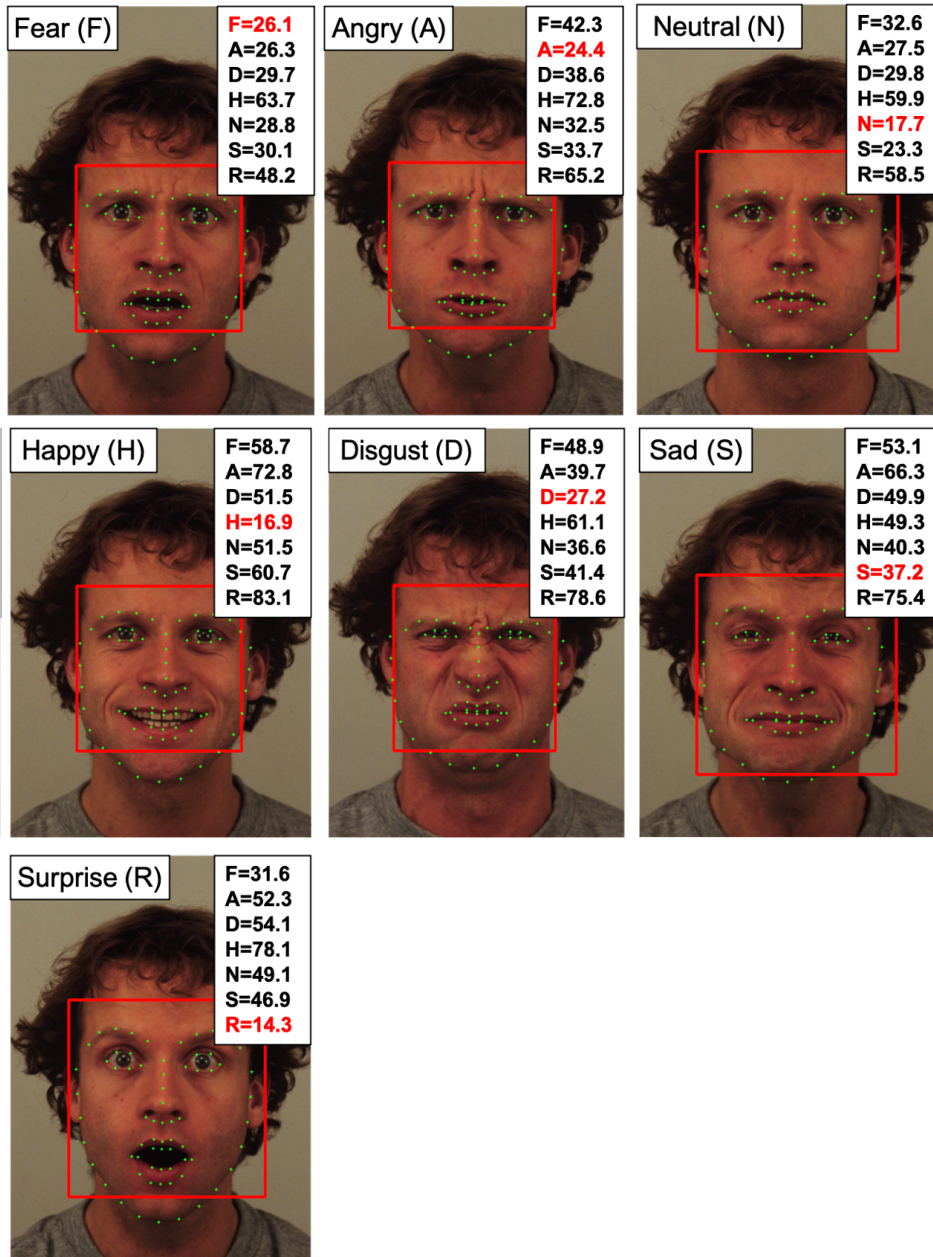 Fear (F)
F=26.1
A=26.3
D=29.7
H=63.7
N=28.8
S=30.1
R=48.2
Angry (A)
F=42.3
A=24.4
D=38.6
H=72.8
N=32.5
S=33.7
R=65.2
Neutral (N)
F=32.6
A=27.5
D=29.8
H=59.9
N=17.7
S=23.3
R=58.5
Happy (H)
F=58.7
A=72.8
D=51.5
H=16.9
N=51.5
S=60.7
R=83.1
Disgust (D)
F=48.9
A=39.7
D=27.2
H=61.1
N=36.6
S=41.4
R=78.6
Sad (S)
F=53.1
A=66.3
D=49.9
H=49.3
N=40.3
S=37.2
R=75.4
Surprise (R)
F=31.6
A=52.3
D=54.1
H=78.1
N=49.1
S=46.9
R=14.3